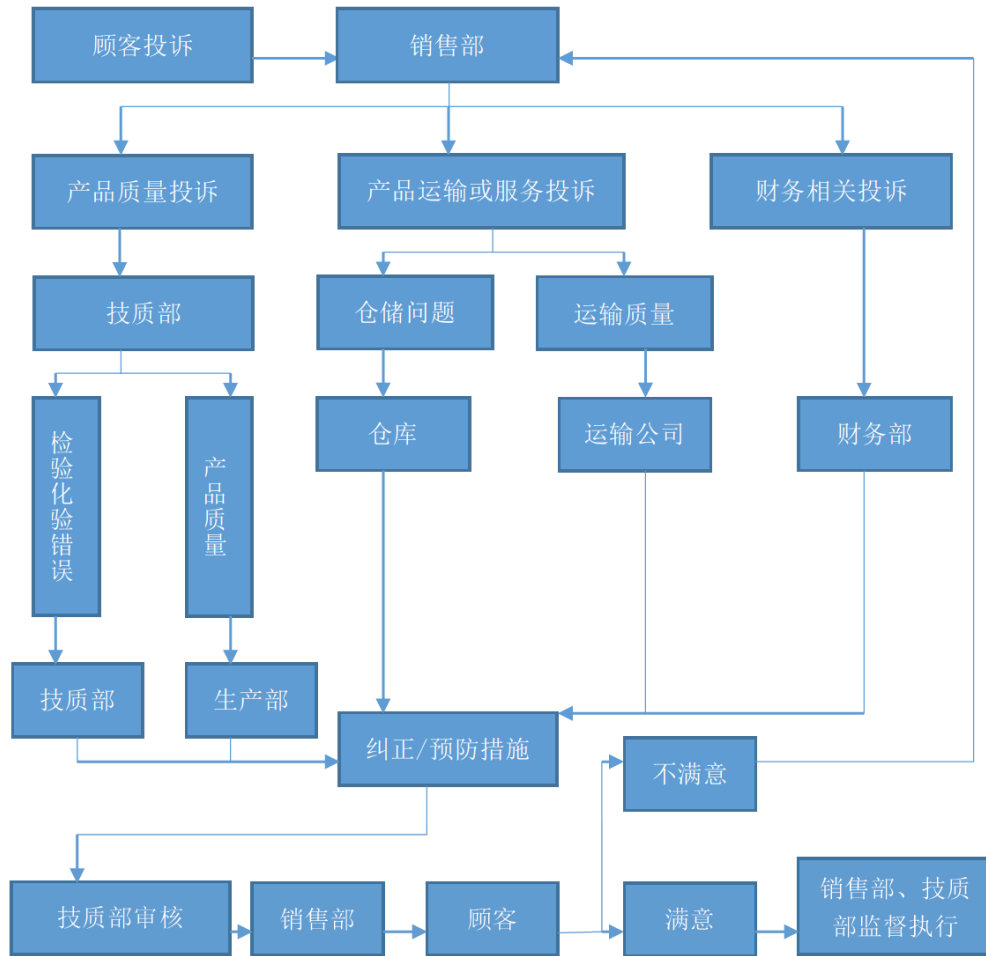 顾客投诉
销售部
产品质量投诉
产品运输或服务投诉
财务相关投诉
技质部
仓储问题
运输质量
检验化验错误
产品质量
仓库
运输公司
财务部
技质部
生产部
纠正/预防措施
不满意
技质部审核
销售部
顾客
满意
销售部、技质
部监督执行